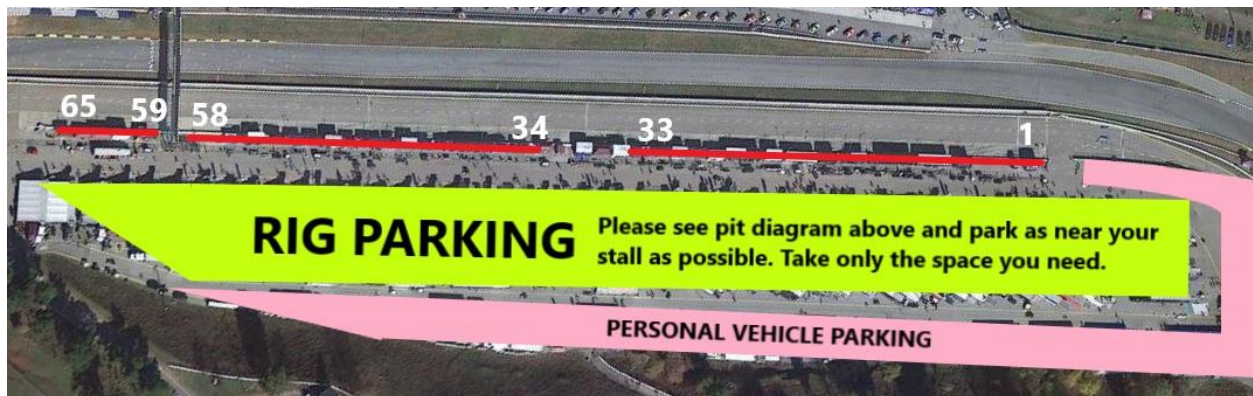 65 59 58 34 33 1
RIG PARKING
Please see pit diagram above and park as near your
stall as possible. Take only the space you need.
PERSONAL VEHICLE PARKING